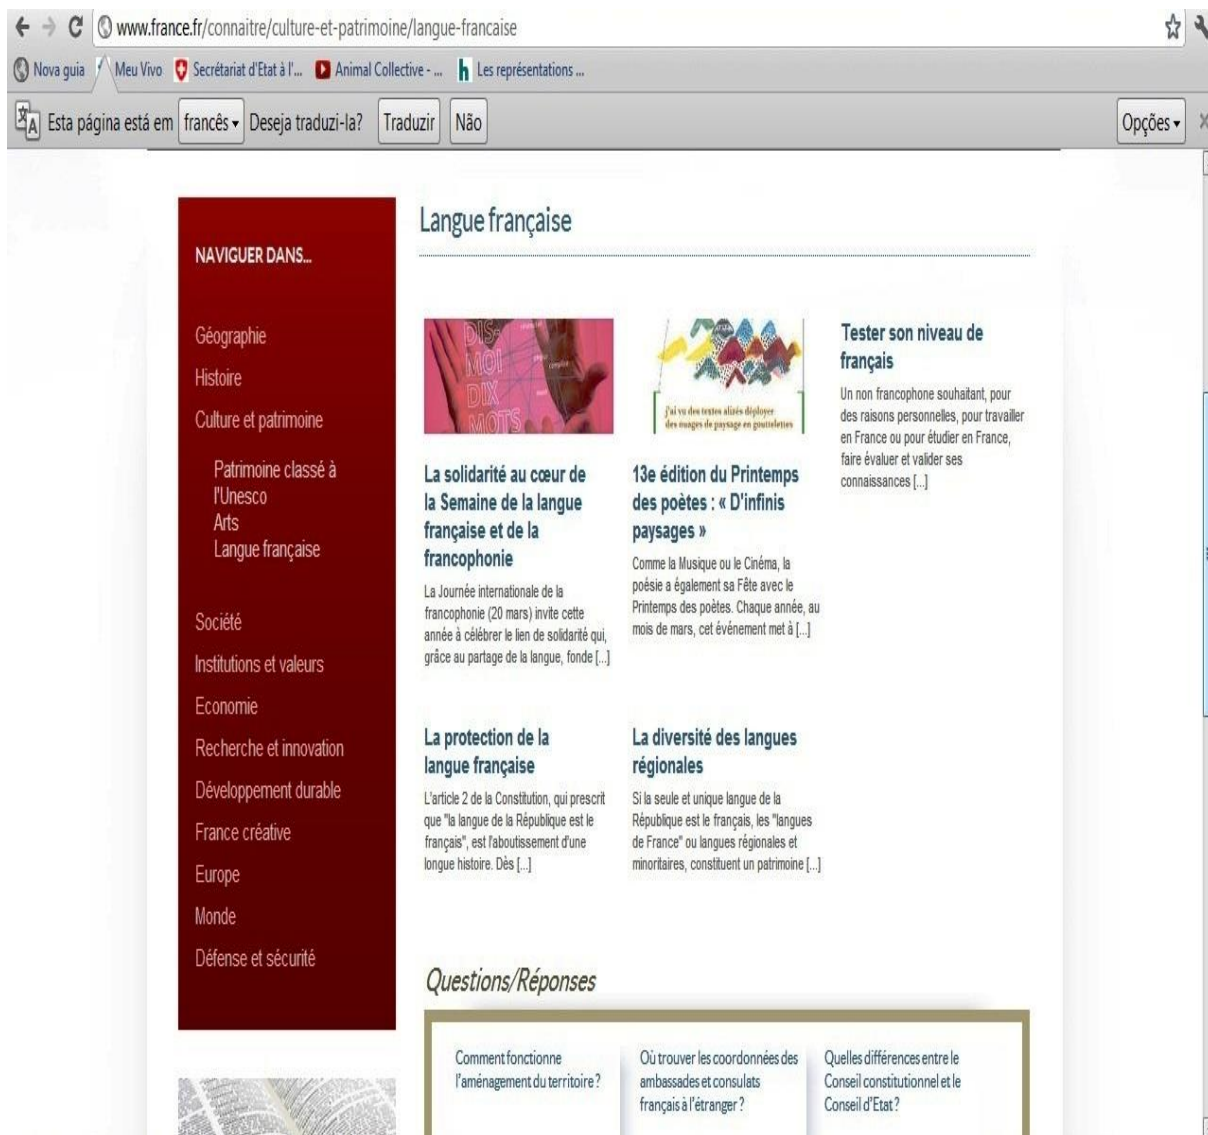 www.france.fr/connaitre/culture-et-patrimoine/langue-francaise
Nova guia
Meu Vivo
Secrétariat d'Etat à l'...
Animal Collective - ...
Les représentations ...
Esta página está em francês Deseja traduzi-la? Traduzir Não Opções
NAVIGUER DANS...
Géographie
Histoire
Culture et patrimoine
Patrimoine classé à
l'Unesco
Arts
Langue française
Société
Institutions et valeurs
Economie
Recherche et innovation
Développement durable
France créative
Europe
Monde
Défense et sécurité
Langue française
DIS-
MOI
DIX
MOTS
La solidarité au cœur de
la Semaine de la langue
française et de la
francophonie
La Journée internationale de la
francophonie (20 mars) invite cette
année à célébrer le lien de solidarité qui,
grâce au partage de la langue, fonde [...]
j'ai vu des textes alizés déployer
des nuages de paysage en gouttelettes
13e édition du Printemps
des poètes : « D'infinis
paysages »
Comme la Musique ou le Cinéma, la
poésie a également sa Fête avec le
Printemps des poètes. Chaque année, au
mois de mars, cet événement met à [...]
Tester son niveau de
français
Un non francophone souhaitant, pour
des raisons personnelles, pour travailler
en France ou pour étudier en France,
faire évaluer et valider ses
connaissances [...]
La protection de la
langue française
L'article 2 de la Constitution, qui prescrit
que "la langue de la République est le
français", est l'aboutissement d'une
longue histoire. Dès [...]
La diversité des langues
régionales
Si la seule et unique langue de la
République est le français, les "langues
de France" ou langues régionales et
minoritaires, constituent un patrimoine [...]
Questions/Réponses
Comment fonctionne
l'aménagement du territoire ?
Où trouver les coordonnées des
ambassades et consulats
français à l'étranger ?
Quelles différences entre le
Conseil constitutionnel et le
Conseil d'Etat ?